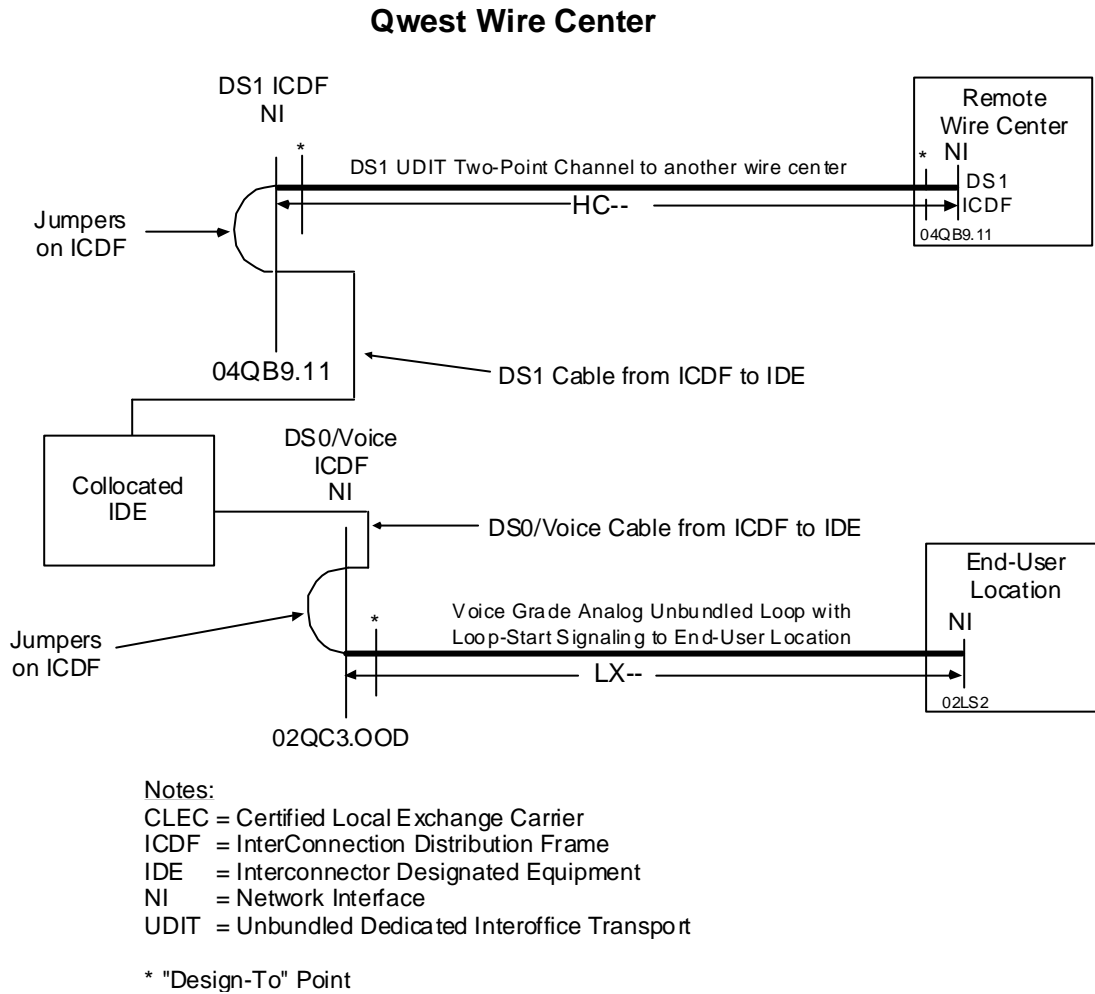 Qwest Wire Center
DS1 ICDF
NI
*
DS1 UDIT Two-Point Channel to another wire center
HC--
Remote
Wire Center
*
NI
DS1
ICDF
04QB9.11
Jumpers
on ICDF
04QB9.11
DS1 Cable from ICDF to IDE
Collocated
IDE
DS0/Voice
ICDF
NI
DS0/Voice Cable from ICDF to IDE
Jumpers
on ICDF
*
Voice Grade Analog Unbundled Loop with
Loop-Start Signaling to End-User Location
LX--
End-User
Location
NI
02LS2
02QC3.OOD
Notes:
CLEC = Certified Local Exchange Carrier
ICDF = InterConnection Distribution Frame
IDE = Interconnector Designated Equipment
NI = Network Interface
UDIT = Unbundled Dedicated Interoffice Transport
* "Design-To" Point